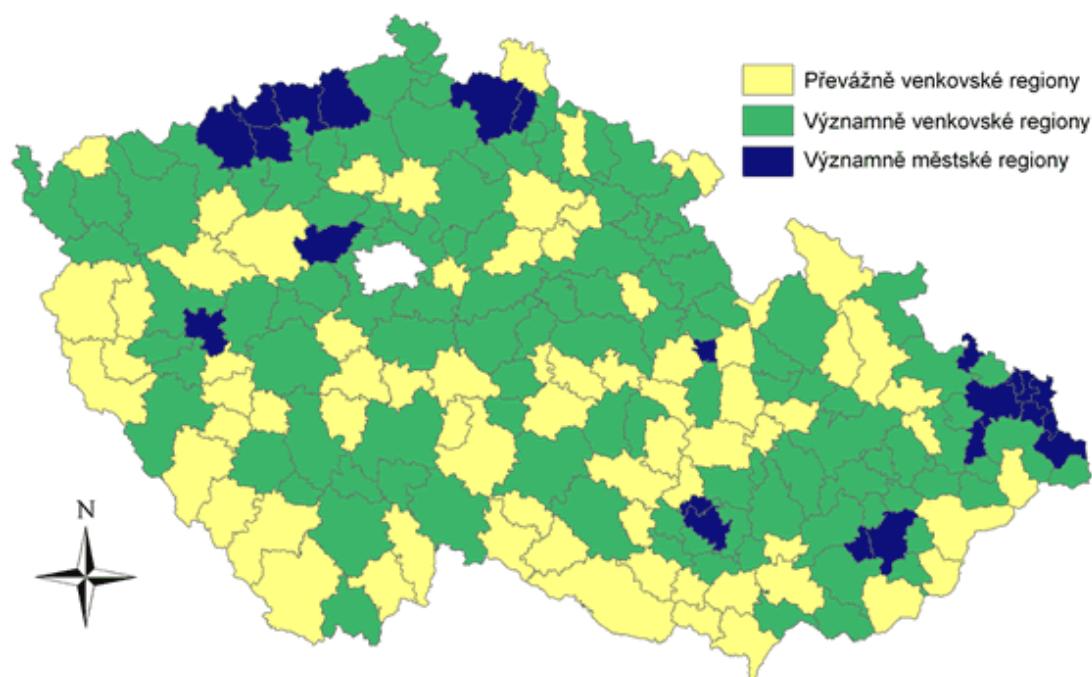 Převážně venkovské regiony
Významně venkovské regiony
Významně městské regiony
N